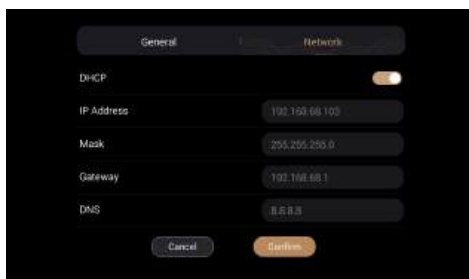 General Network
DHCP
IP Address 192.168.68.103
Mask 255.255.255.0
Gateway 192.168.68.1
DNS 8.8.8.8
Cancel Confirm